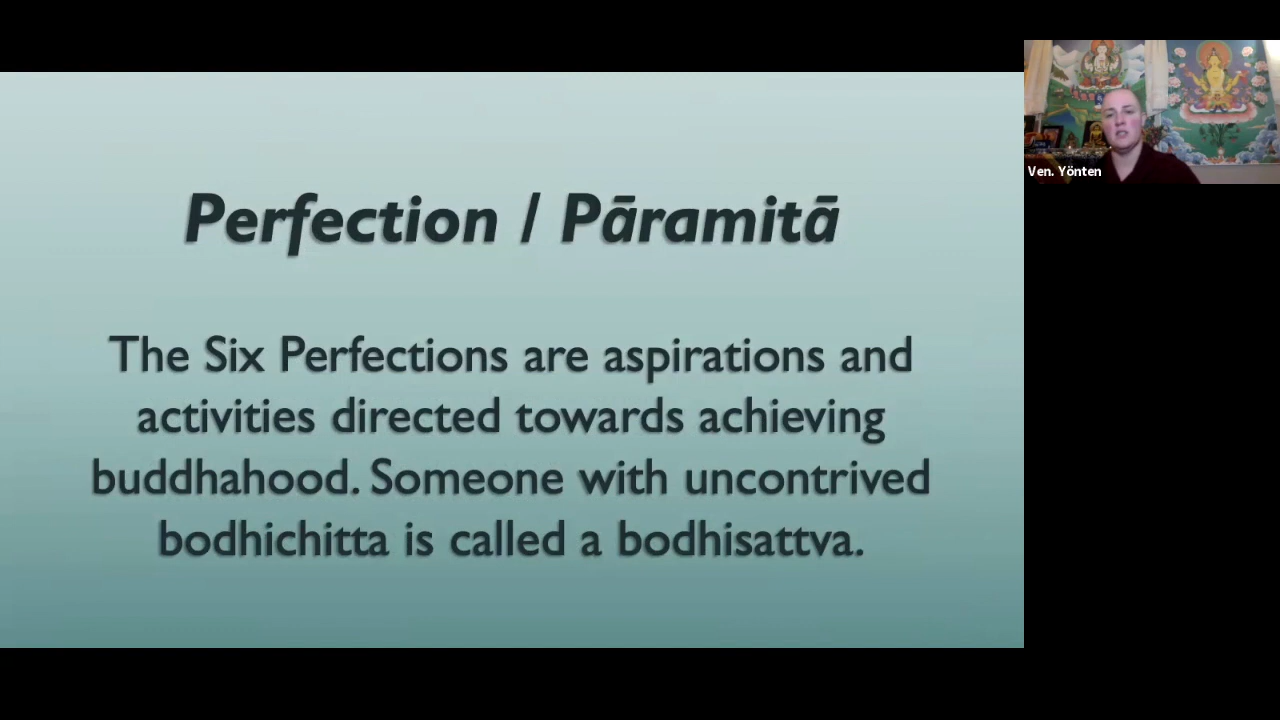 Perfection / Pāramitā
The Six Perfections are aspirations and
activities directed towards achieving
buddhahood. Someone with uncontrived
bodhichitta is called a bodhisattva.
Ven. Yönten